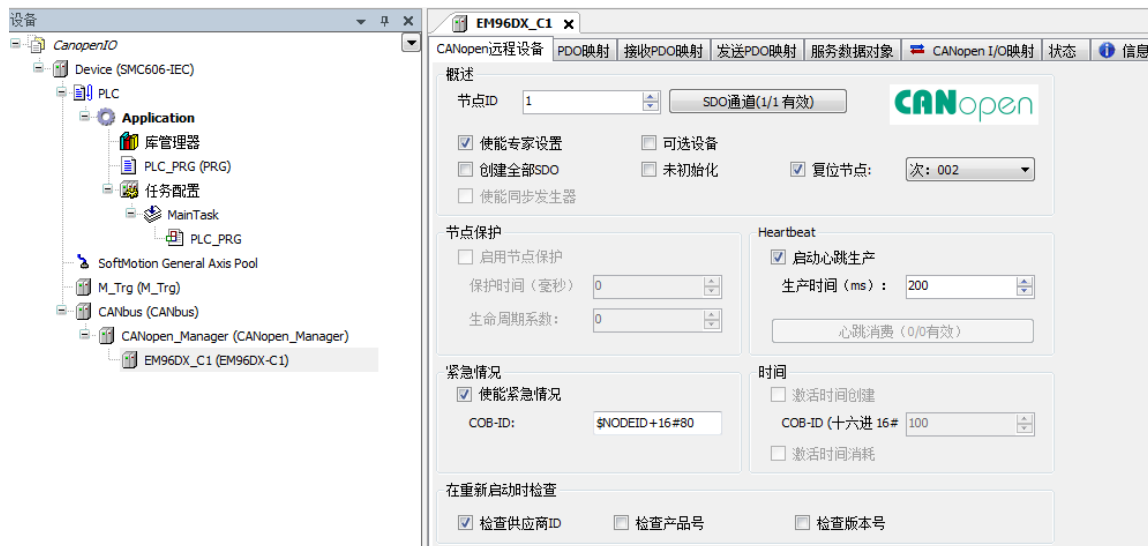 设备
CanopenIO
Device (SMC606-IEC)
PLC
Application
库管理器
PLC_PRG (PRG)
任务配置
MainTask
PLC_PRG
SoftMotion General Axis Pool
M_Trg (M_Trg)
CANbus (CANbus)
CANopen_Manager (CANopen_Manager)
EM96DX_C1 (EM96DX-C1)
EM96DX_C1
CANopen远程设备 PDO映射 接收PDO映射 发送PDO映射 服务数据对象 CANopen I/O映射 状态 信息
概述
节点ID 1 SDO通道(1/1 有效) CANopen
使能专家设置 可选设备
创建全部SDO 未初始化 复位节点: 次: 002
使能同步发生器
节点保护
启用节点保护
保护时间（毫秒） 0
生命周期系数: 0
Heartbeat
启动心跳生产
生产时间（ms）: 200
心跳消费（0/0有效）
紧急情况
使能紧急情况
COB-ID: $NODEID+16#80
时间
激活时间创建
COB-ID (十六进 16# 100
激活时间消耗
在重新启动时检查
检查供应商ID 检查产品号 检查版本号